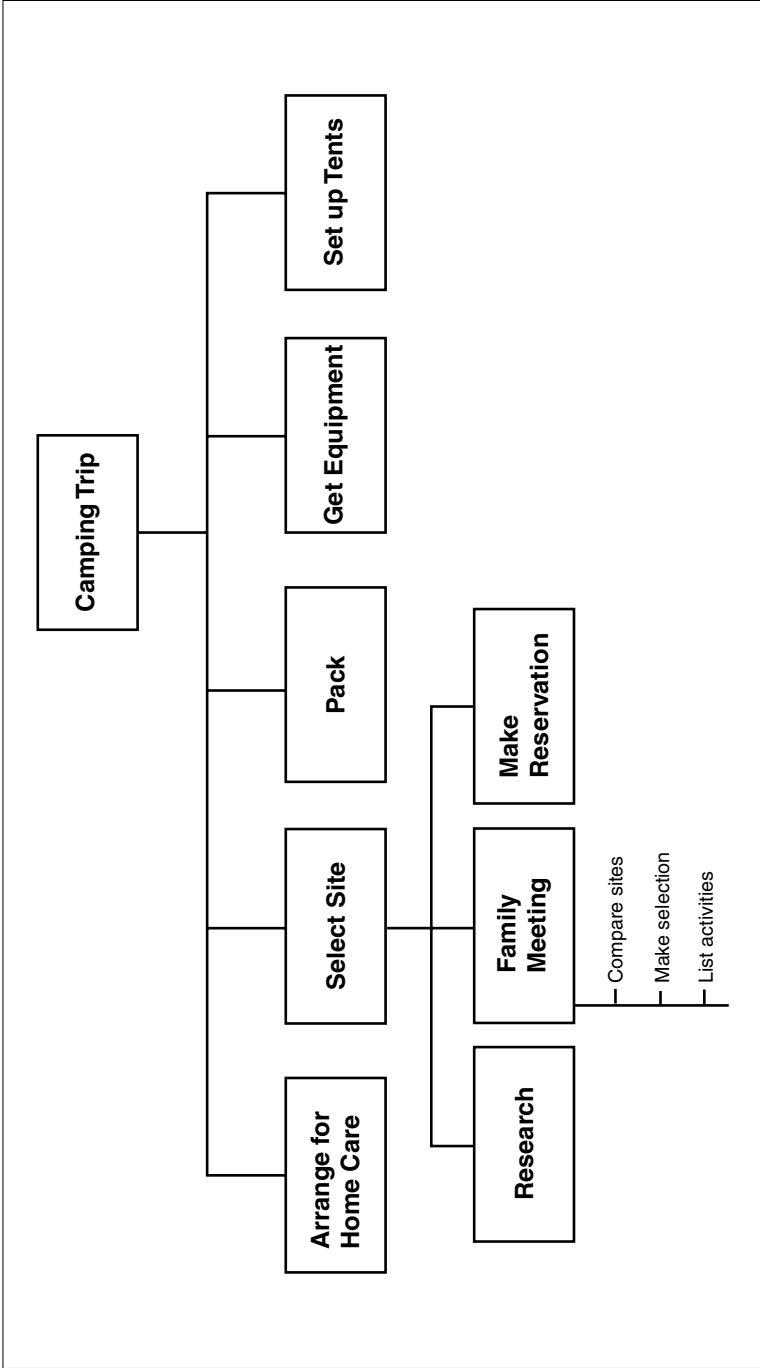 Camping Trip
Arrange for
Home Care
Select Site
Pack
Get Equipment
Set up Tents
Research
Family
Meeting
Make
Reservation
Compare sites
Make selection
List activities